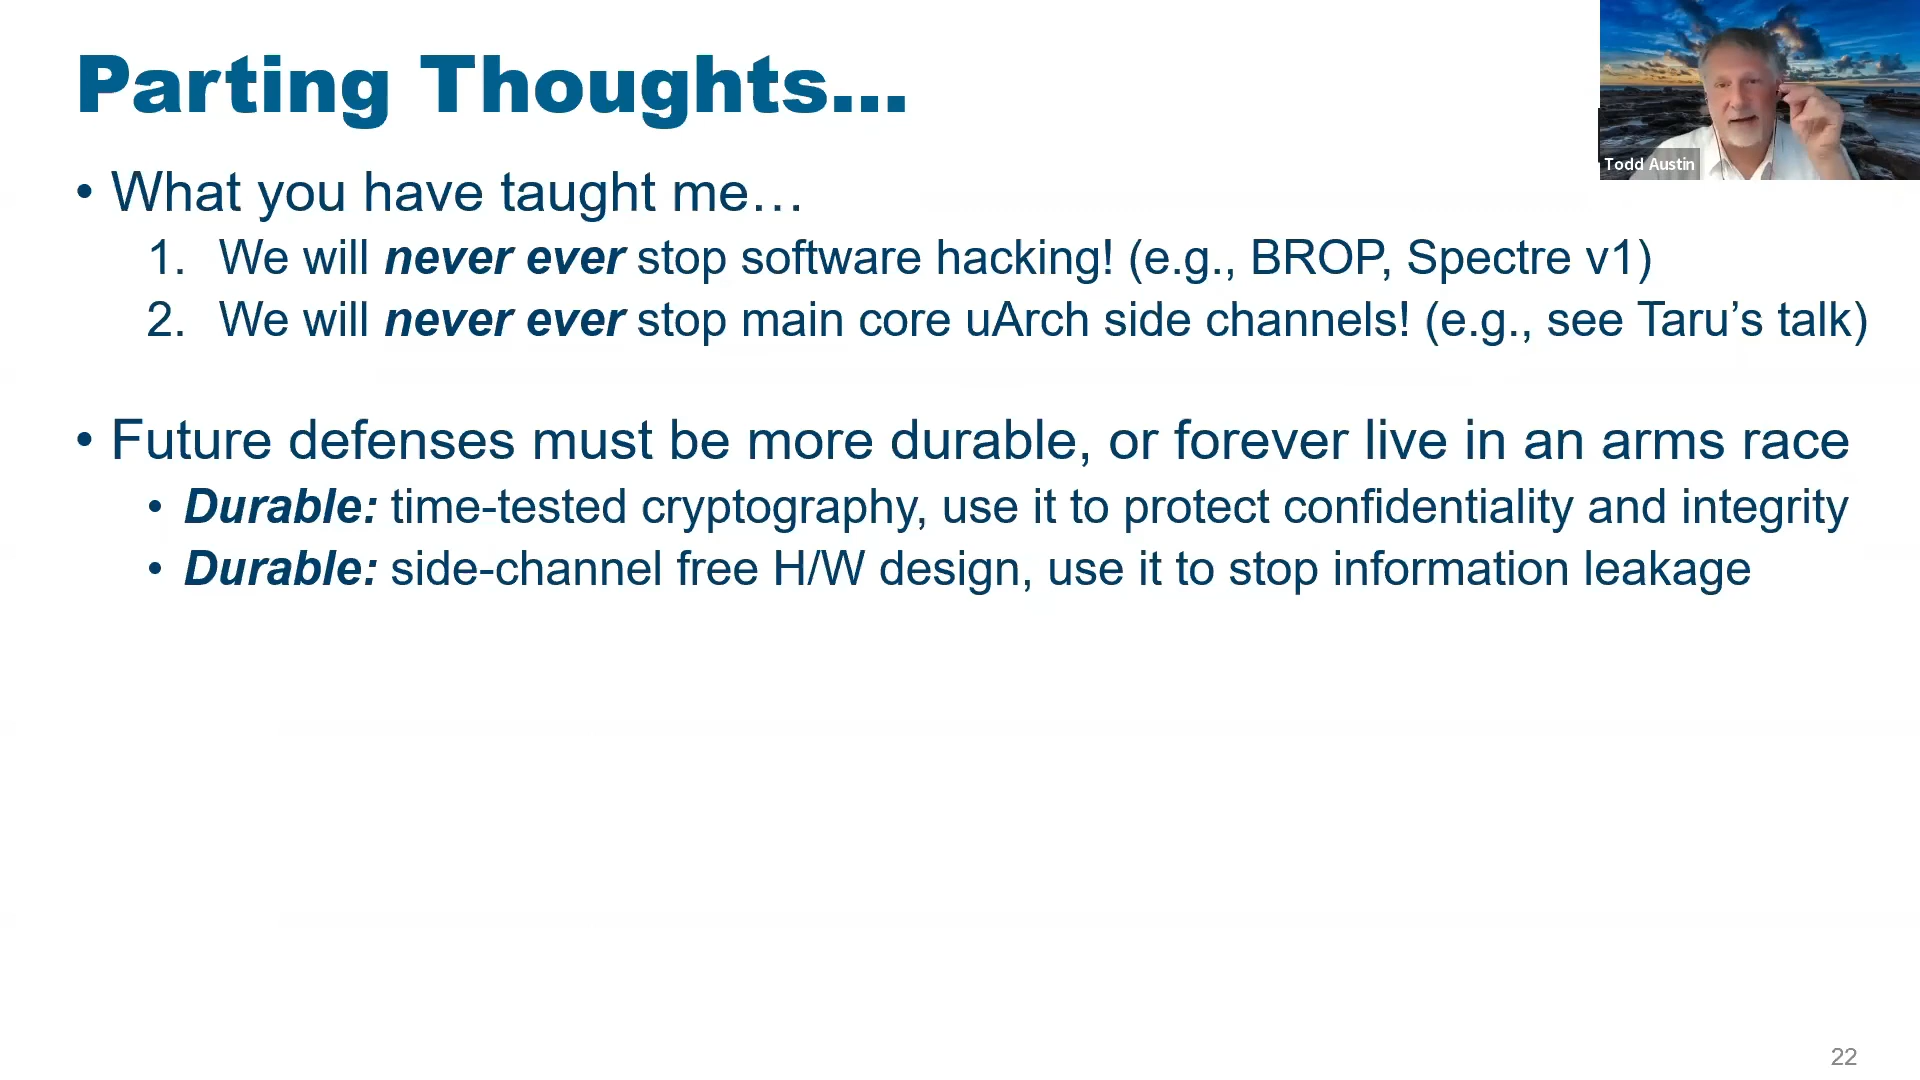 Parting Thoughts...
Todd Austin
• What you have taught me…
1. We will never ever stop software hacking! (e.g., BROP, Spectre v1)
2. We will never ever stop main core uArch side channels! (e.g., see Taru’s talk)
• Future defenses must be more durable, or forever live in an arms race
• Durable: time-tested cryptography, use it to protect confidentiality and integrity
• Durable: side-channel free H/W design, use it to stop information leakage
22